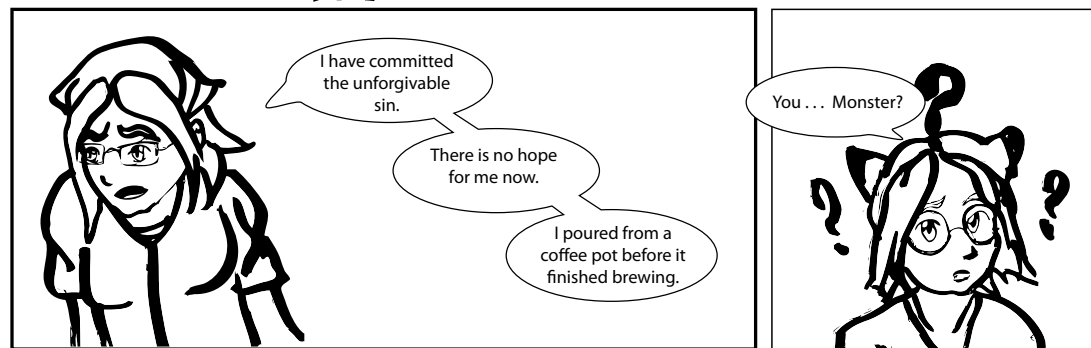 I have committed
the unforgivable
sin.
There is no hope
for me now.
I poured from a
coffee pot before it
finished brewing.
You . . . Monster?
? ? ?